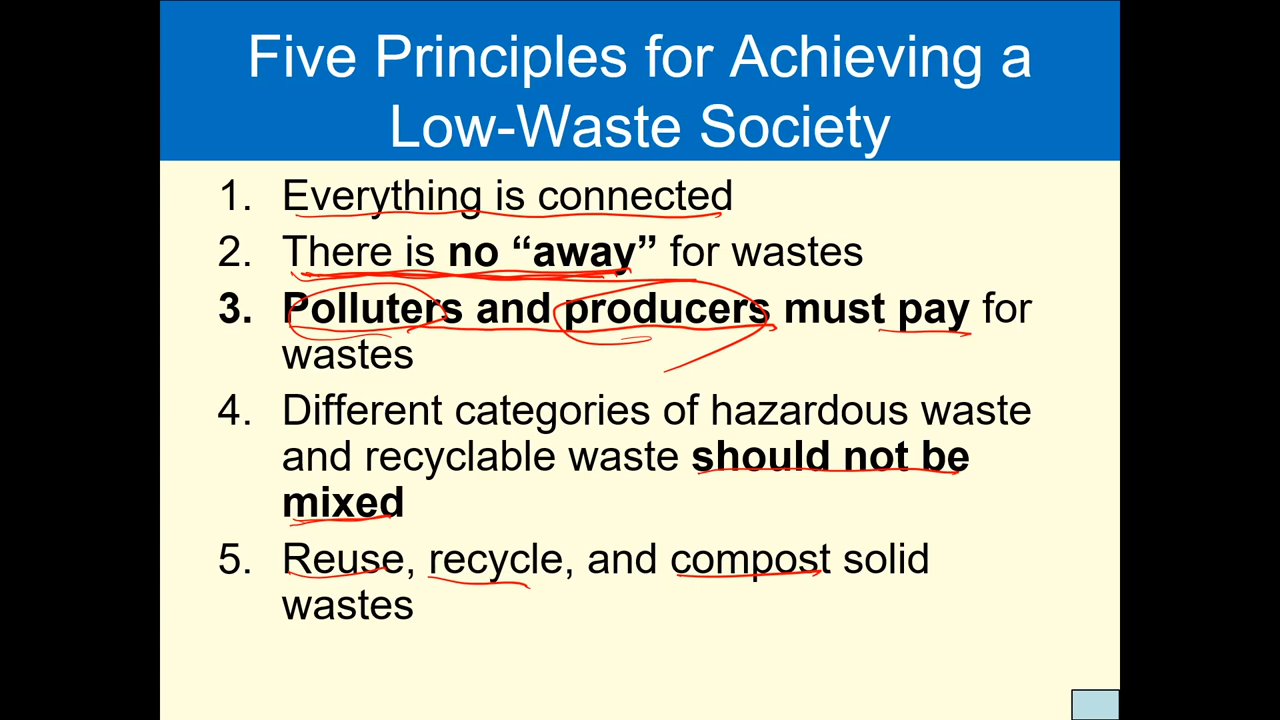 Five Principles for Achieving a
Low-Waste Society
1. Everything is connected
2. There is no “away” for wastes
3. Polluters and producers must pay for
wastes
4. Different categories of hazardous waste
and recyclable waste should not be
mixed
5. Reuse, recycle, and compost solid
wastes